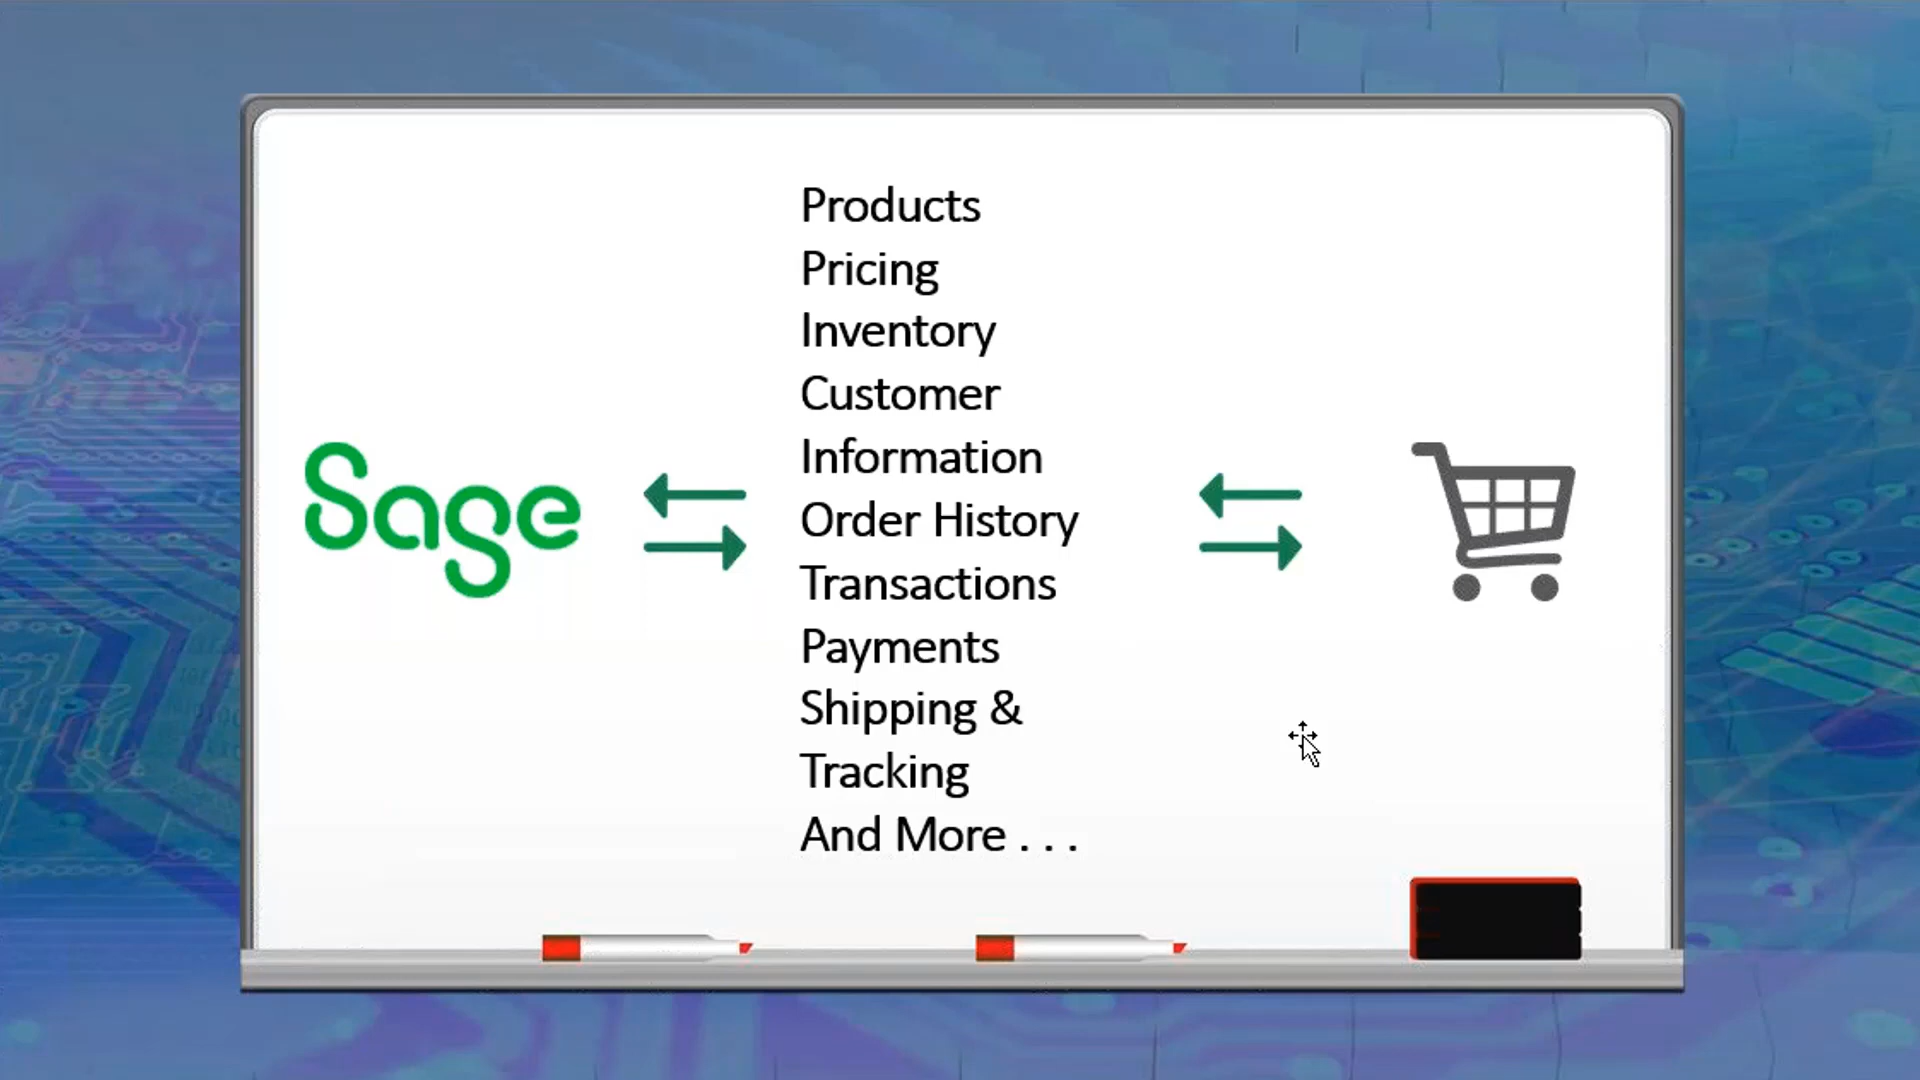 Products
Pricing
Inventory
Customer
Information
Sage
Order History
Transactions
Payments
Shipping &
Tracking
And More . . .